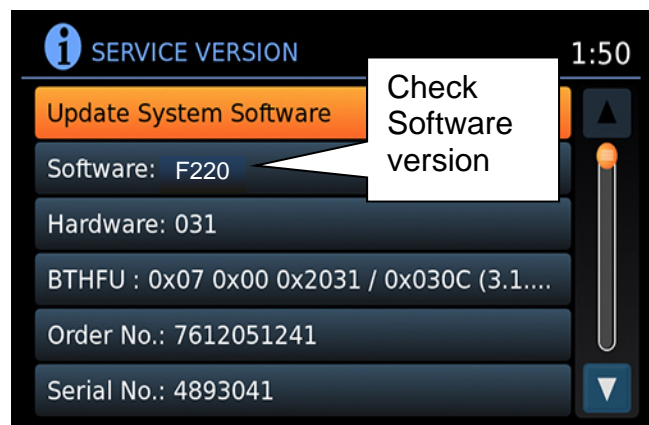 i SERVICE VERSION 1:50
Update System Software
Check
Software
version
Software: F220
Hardware: 031
BTHFU : 0x07 0x00 0x2031 / 0x030C (3.1....
Order No.: 7612051241
Serial No.: 4893041